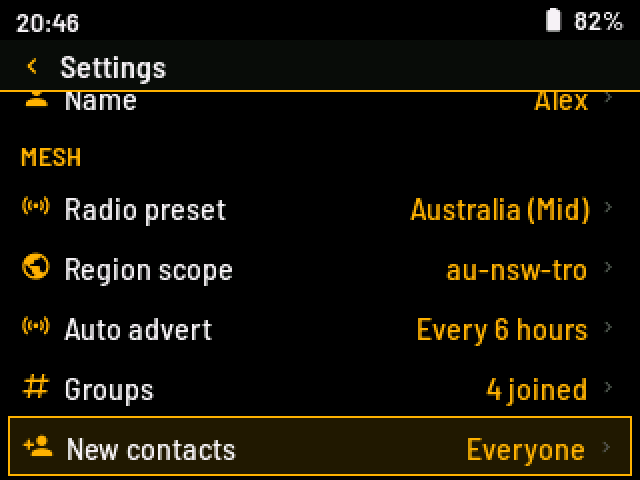 20:46 82%
Settings
Name Alex
MESH
Radio preset Australia (Mid)
Region scope au-nsw-tro
Auto advert Every 6 hours
Groups 4 joined
New contacts Everyone